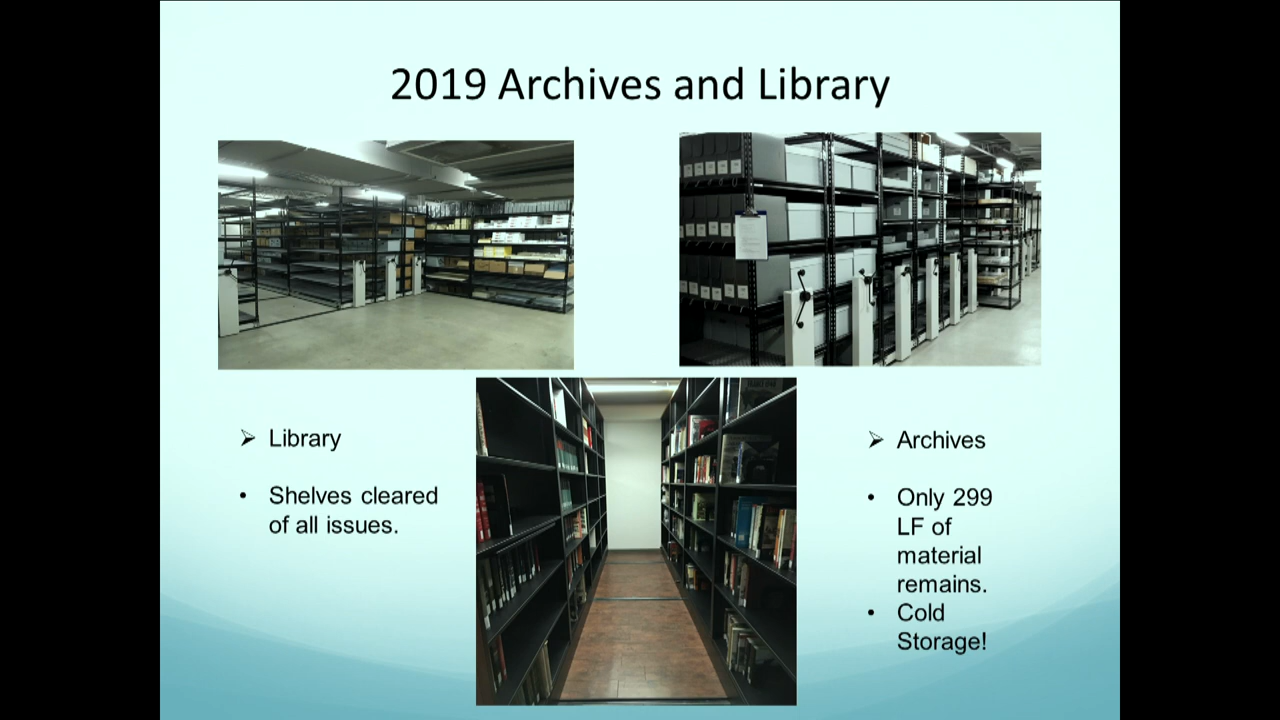 2019 Archives and Library
➢ Library
• Shelves cleared
of all issues.
➢ Archives
• Only 299
LF of
material
remains.
• Cold
Storage!